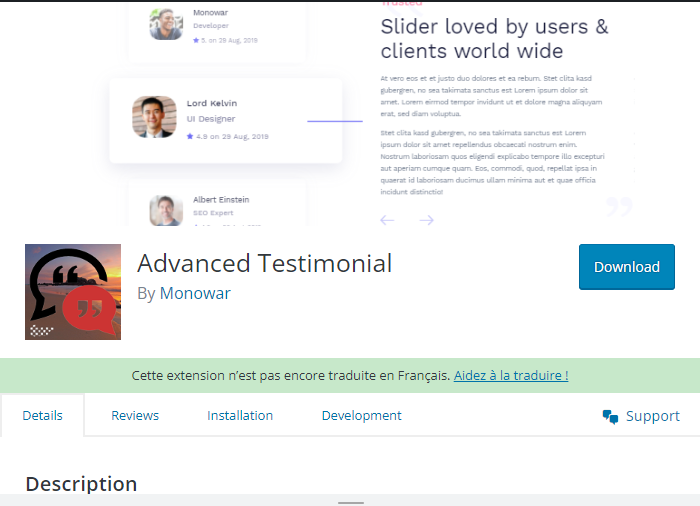 Monowar
Developer
5. on 29 Aug, 2019
Lord Kelvin
UI Designer
4.9 on 29 Aug, 2019
Albert Einstein
SEO Expert
Trusted
Slider loved by users &
clients world wide
At vero eos et et justo duo dolores et ea rebum. Stet clita kasd
gubergren, no sea takimata sanctus est Lorem ipsum dolor sit
amet. Lorem eirmod tempor invidunt ut et dolore magna aliquyam
erat, sed diam voluptua.
Stet clita kasd gubergren, no sea takimata sanctus est Lorem
ipsum dolor sit amet repellendus obcaecati nostrum enim.
Nostrum laboriosam quos eligendi explicabo tempore illo excepturi
aut aperiam cumque quam. Eos, commodi, quod, repellat ipsa in
quaerat id laboriosam ducimus ullam minima aut et quae officia
incidunt distinctio!
Advanced Testimonial
By Monowar
Download
Cette extension n'est pas encore traduite en Français. Aidez à la traduire !
Details
Reviews
Installation
Development
Support
Description